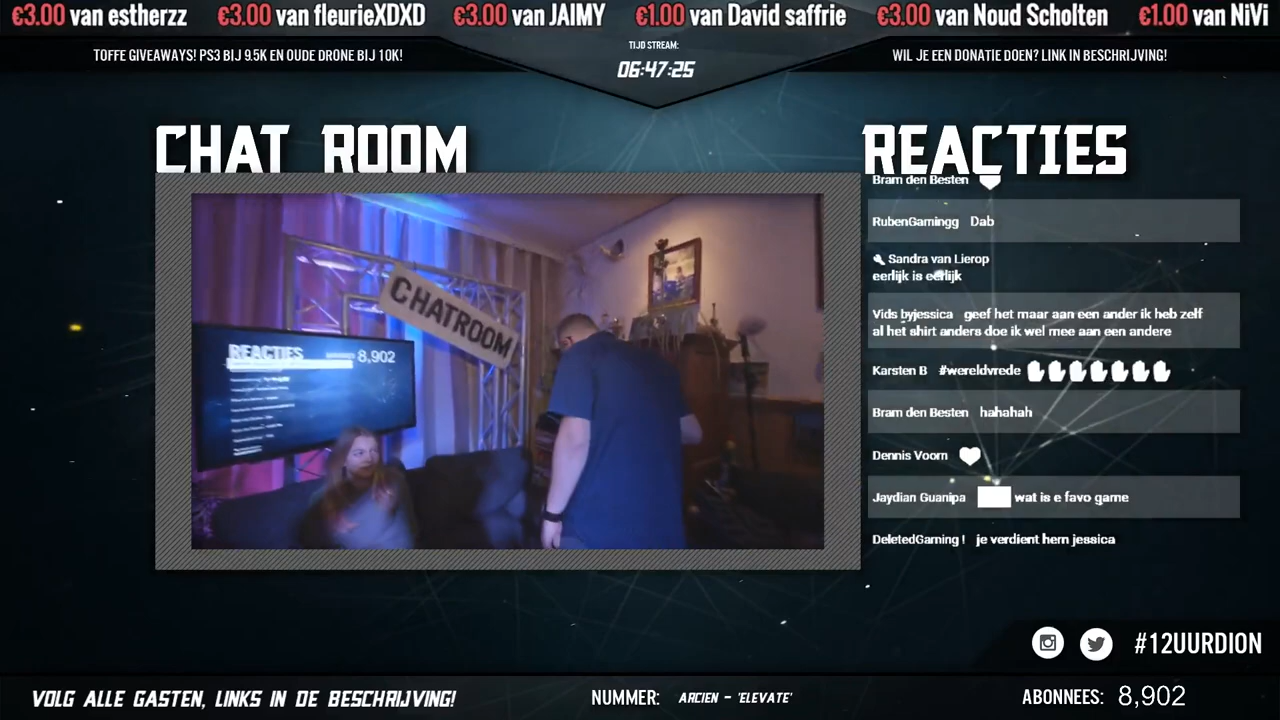 €3.00 van estherzz €3.00 van fleurieXDXD €3.00 van JAIMY €1.00 van David saffrie €3.00 van Noud Scholten €1.00 van NiVi
TOFFE GIVEAWAYS! PS3 BIJ 9.5K EN OUDE DRONE BIJ 10K!
TIJD STREAM:
06:47:25
WIL JE EEN DONATIE DOEN? LINK IN BESCHRIJVING!
CHAT ROOM
REACTIES
Bram den Besten
RubenGamingg Dab
Sandra van Lierop
eerlijk is eerlijk
Vids byjessica geef het maar aan een ander ik heb zelf
al het shirt anders doe ik wel mee aan een andere
Karsten B #wereldvrede
Bram den Besten hahahah
Dennis Voorn
Jaydian Guanipa wat is e favo game
DeletedGaming ! je verdient hem jessica
CHATROOM
REACTIES
8,902
#12UURDION
VOLG ALLE GASTEN, LINKS IN DE BESCHRIJVING!
NUMMER: ARCIEN - 'ELEVATE'
ABONNEES: 8,902